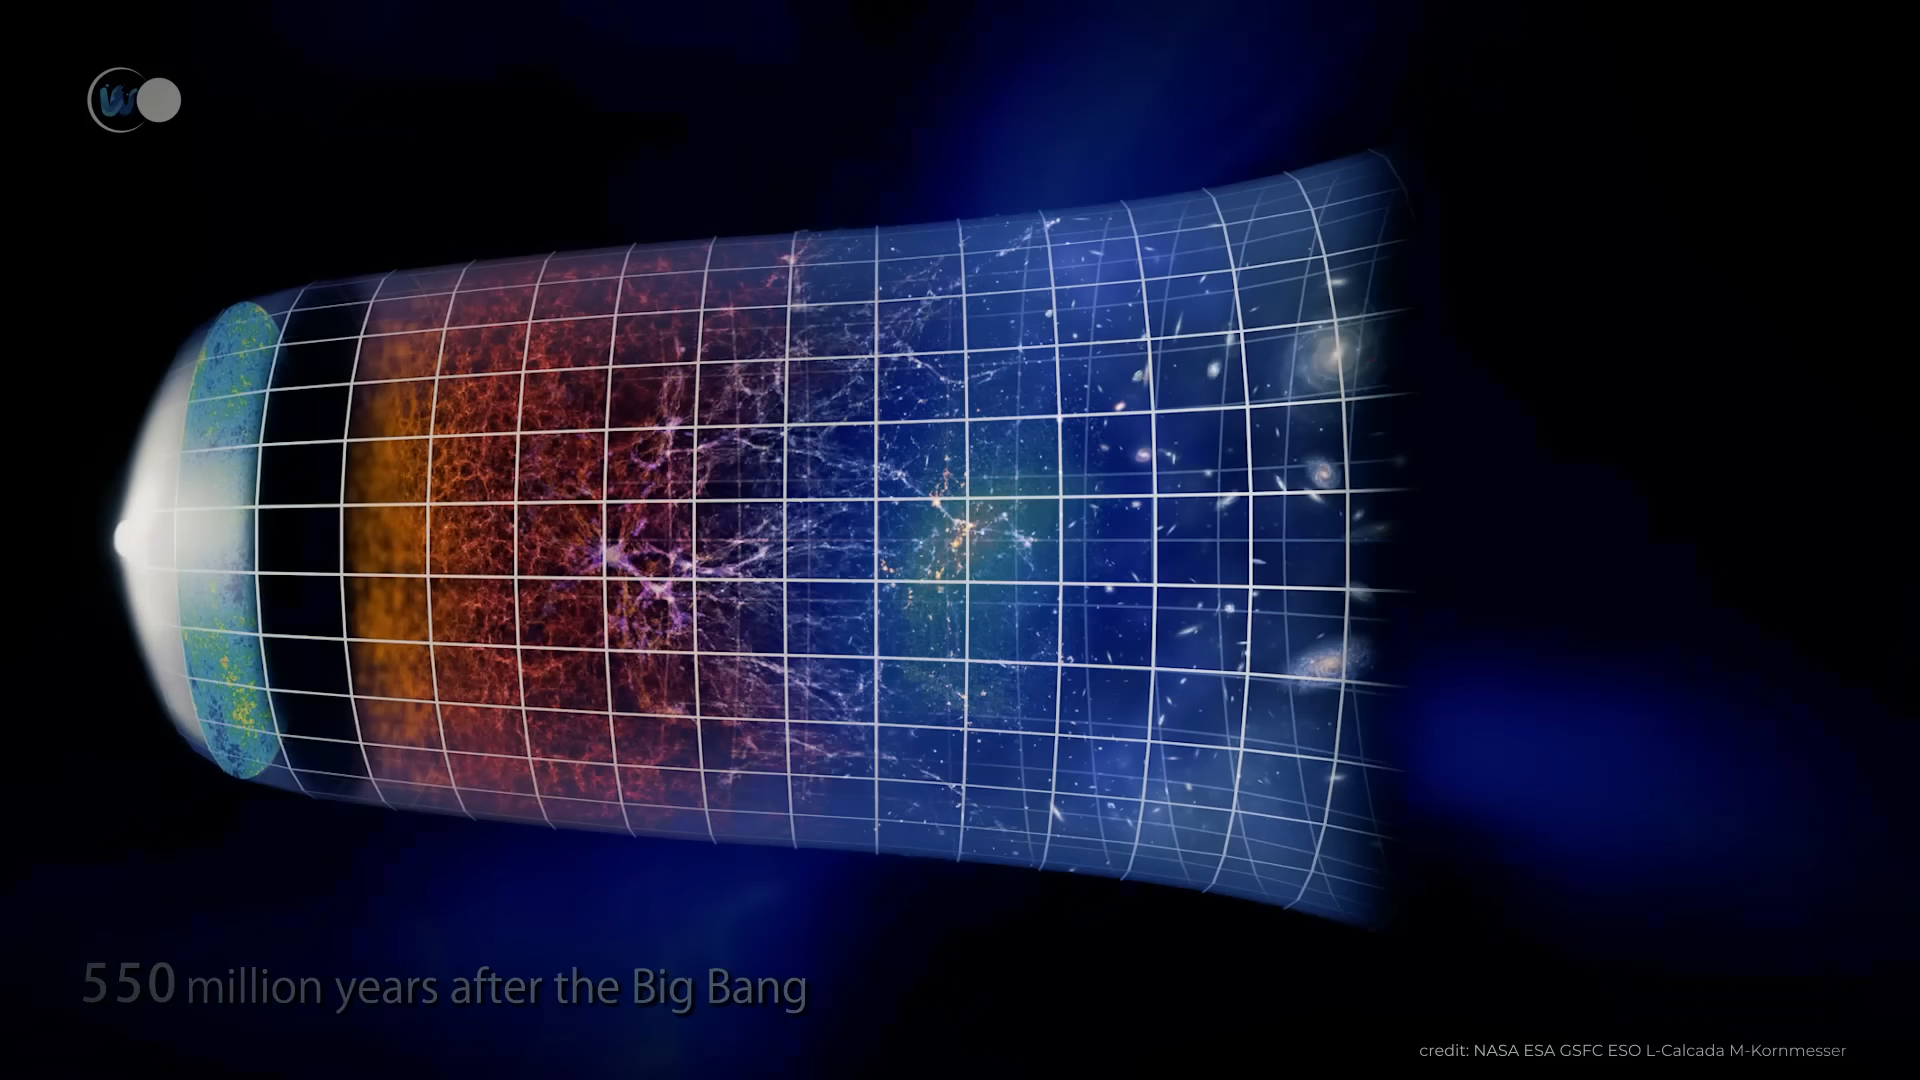 W
550 million years after the Big Bang
credit: NASA ESA GSFC ESO L-Calcada M-Kornmesser